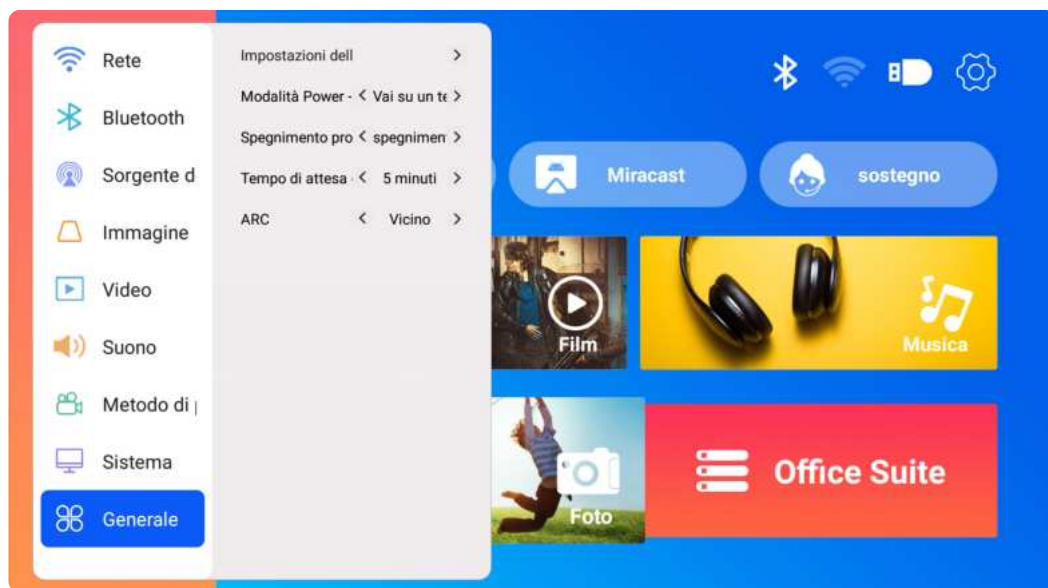 Rete
Bluetooth
Sorgente d
Immagine
Video
Suono
Metodo di
Sistema
Generale
Impostazioni dell
Modalità Power - Vai su un te
Spegnimento pro spegnimen
Tempo di attesa 5 minuti
ARC Vicino
Miracast
sostegno
Film
Musica
Foto
Office Suite